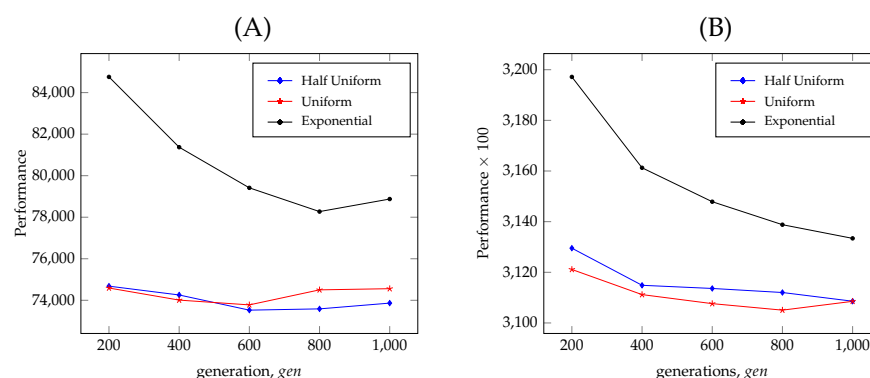 (A)
84,000
82,000
80,000
78,000
76,000
74,000
Performance
200 400 600 800 1,000
generation, gen
Half Uniform
Uniform
Exponential
(B)
3,200
3,180
3,160
3,140
3,120
3,100
Performance × 100
200 400 600 800 1,000
generations, gen
Half Uniform
Uniform
Exponential